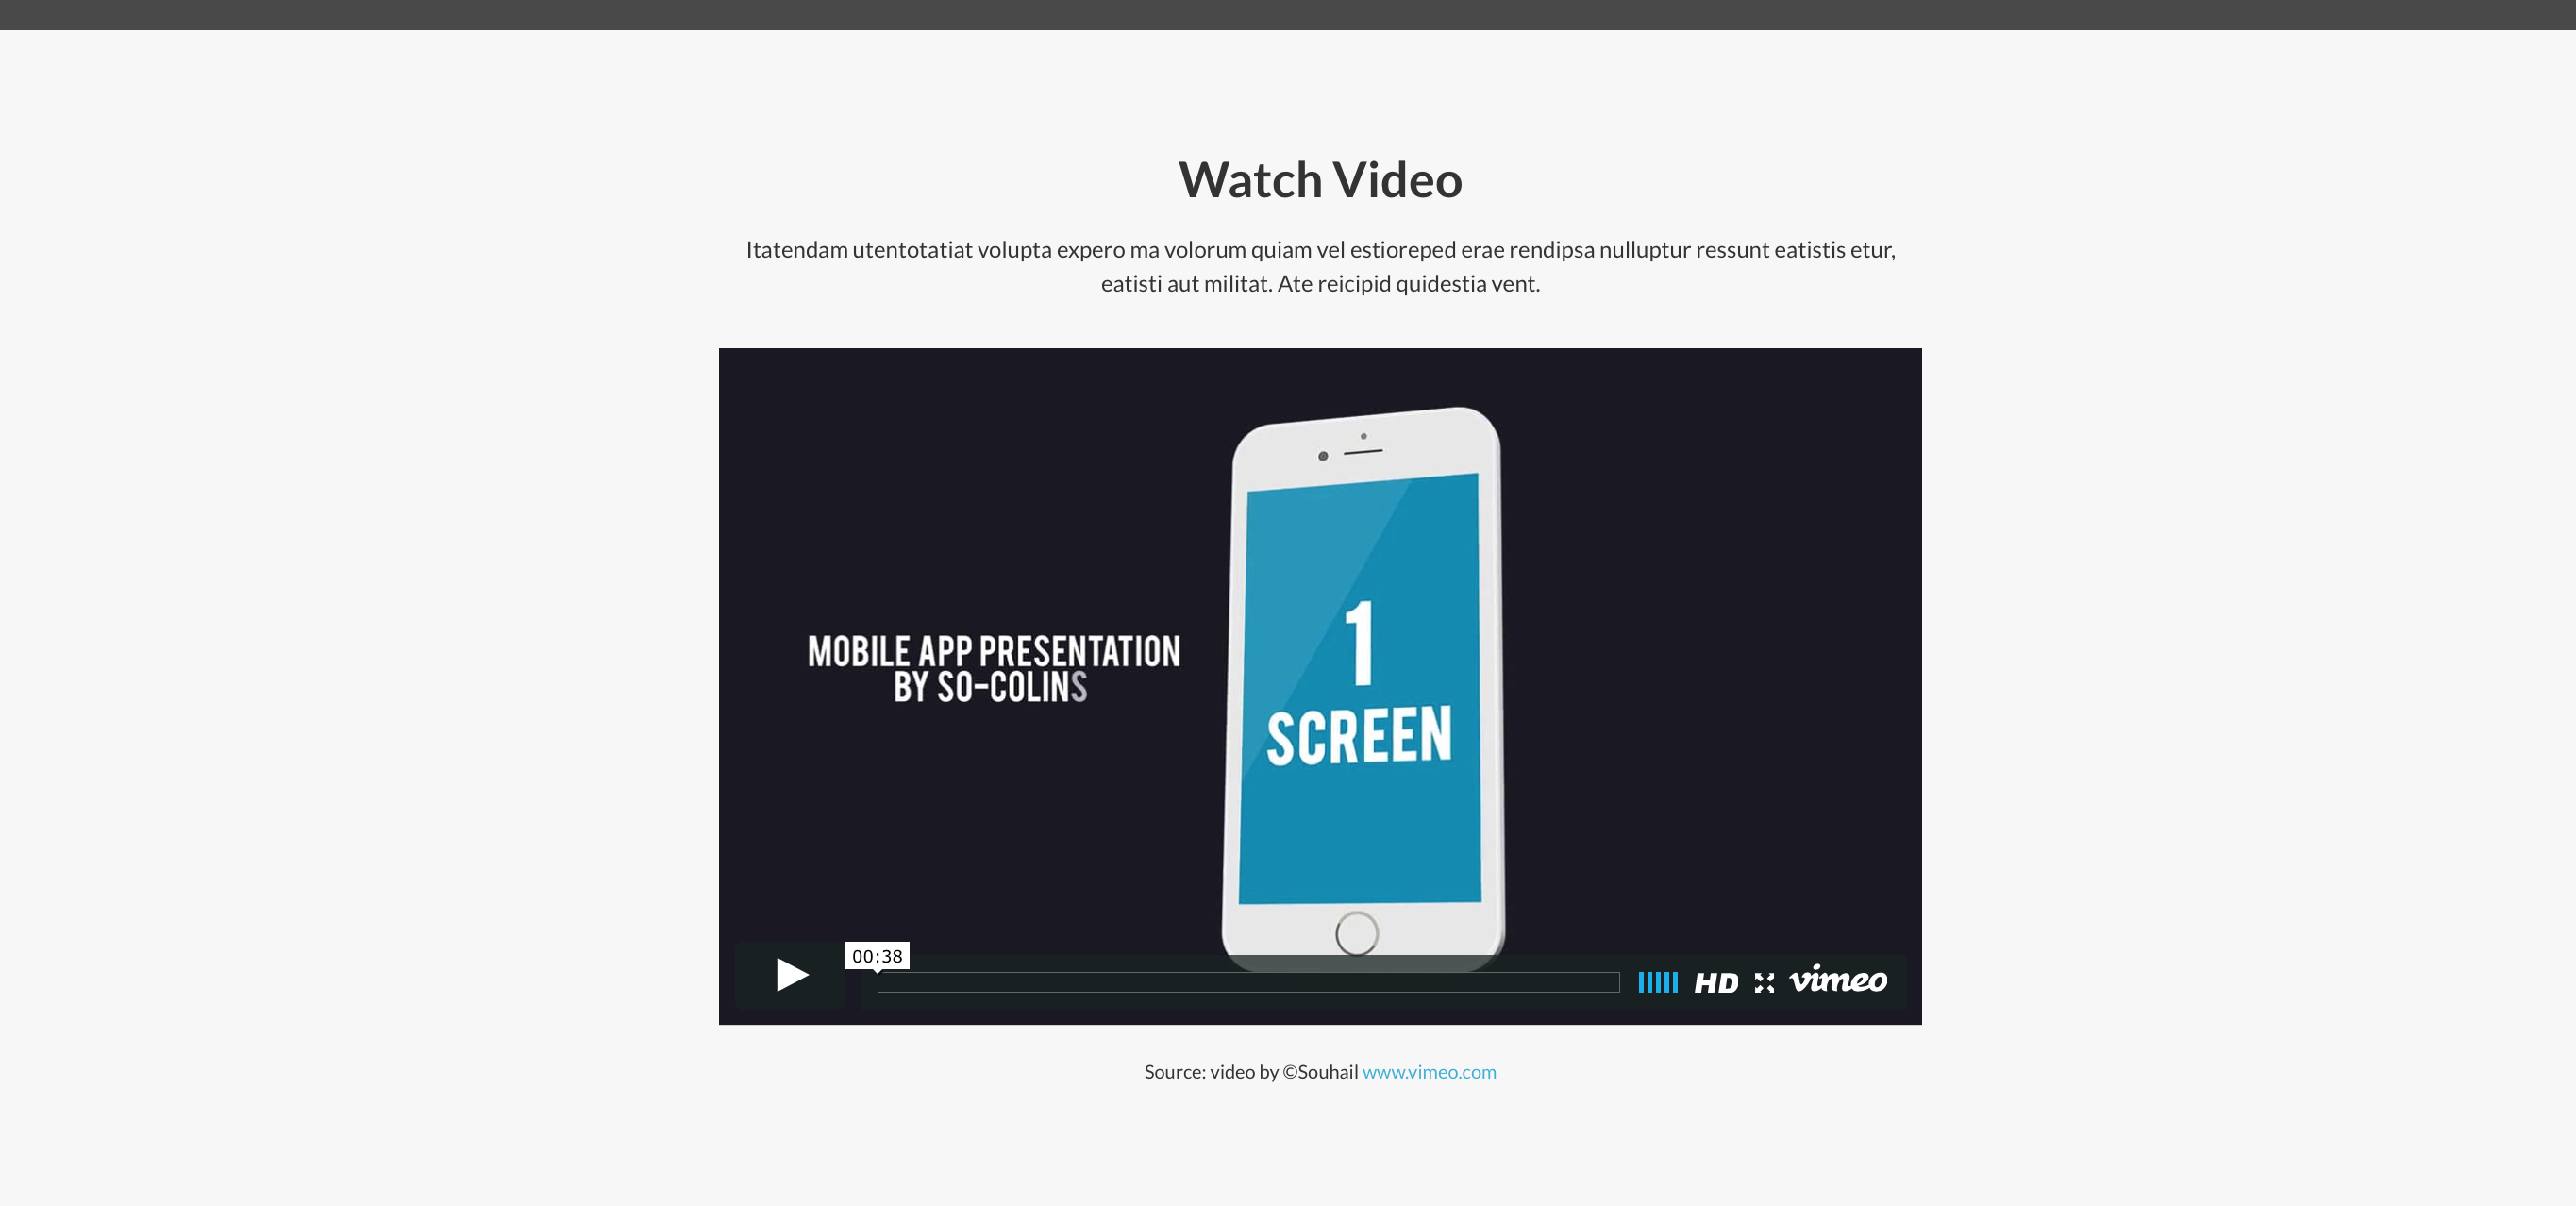 Watch Video
Itatendam utentotatiat volupta expero ma volorum quiam vel estioreped erae rendipsa nulluptur ressunt eatistis etur,
eatisti aut militat. Ate reicipid quidestia vent.
MOBILE APP PRESENTATION
BY SO-COLINS
1
SCREEN
00:38
HD vimeo
Source: video by ©Souhail www.vimeo.com